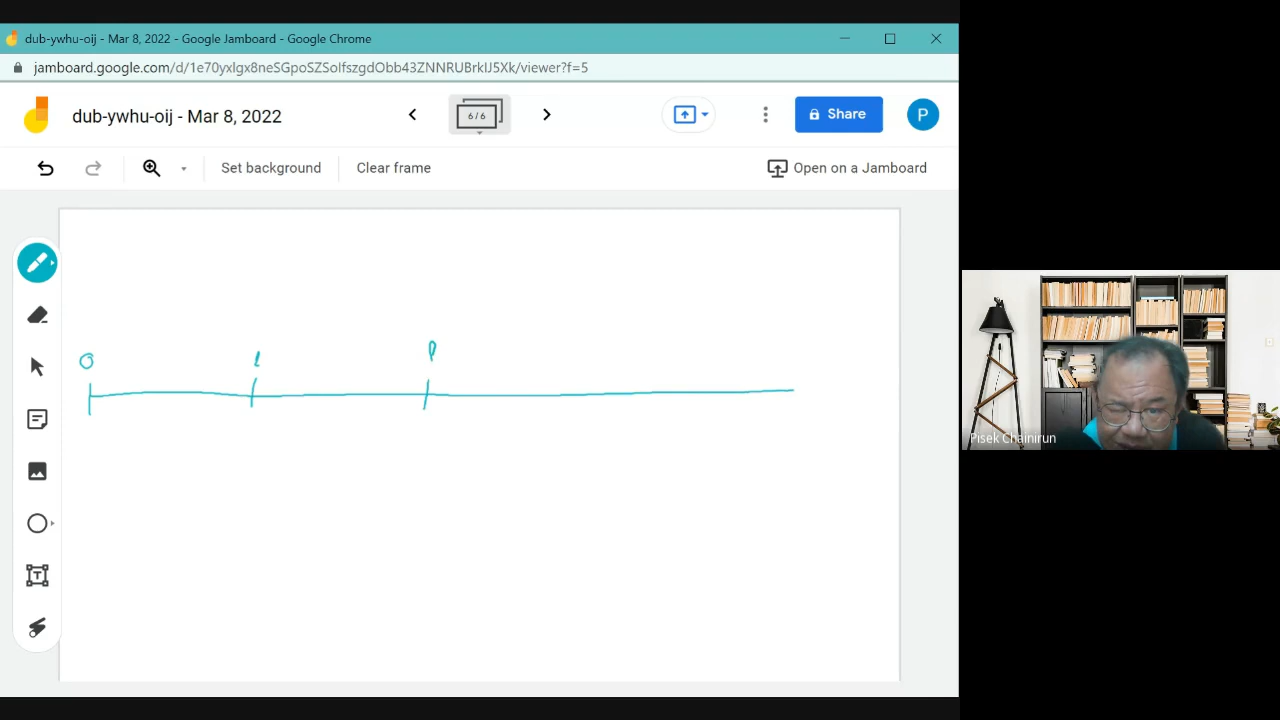 dub-ywhu-oij - Mar 8, 2022 - Google Jamboard - Google Chrome
jamboard.google.com/d/1e70yxlgx8neSGpoSZSolfszgdObb43ZNNRUBrkIJ5Xk/viewer?f=5
dub-ywhu-oij - Mar 8, 2022
6 / 6
Share
P
Set background
Clear frame
Open on a Jamboard
0
P
T
Pisek Chainirun